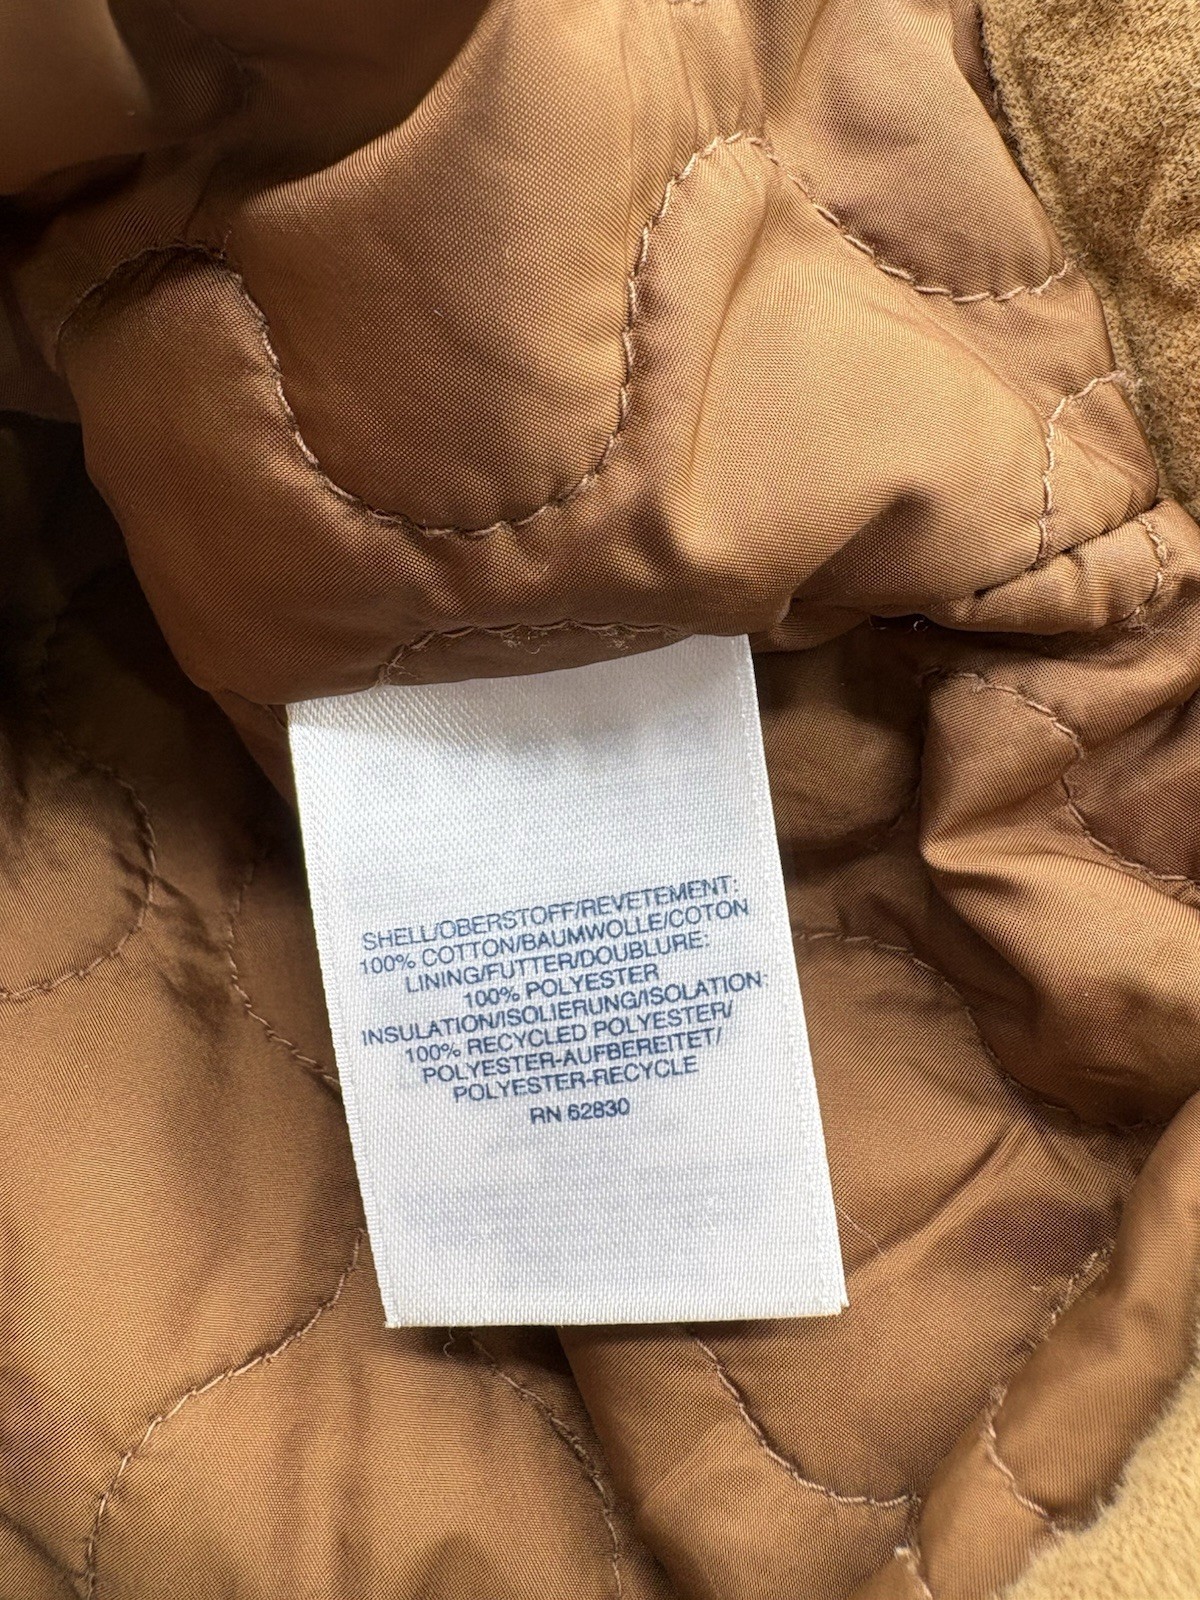 SHELL/OBERSTOFF/REVETEMENT:
100% COTTON/BAUMWOLLE/COTON
LINING/FUTTER/DOUBLURE:
100% POLYESTER
INSULATION/ISOLIERUNG/ISOLATION:
100% RECYCLED POLYESTER/
POLYESTER-AUFBEREITET/
POLYESTER-RECYCLE
RN 62830